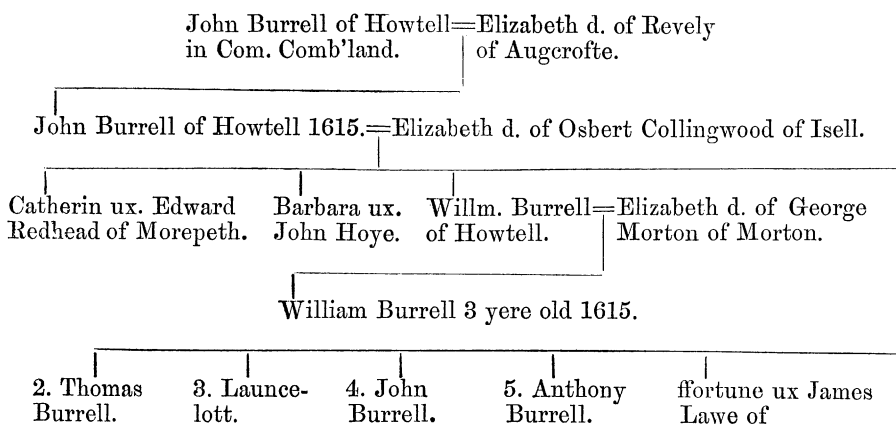 John Burrell of Howtell=Elizabeth d. of Revely
in Com. Comb'land. of Augcrofte.
John Burrell of Howtell 1615.=Elizabeth d. of Osbert Collingwood of Isell.
Catherin ux. Edward
Redhead of Morepeth.
Barbara ux.
John Hoye.
Willm. Burrell=Elizabeth d. of George
of Howtell. Morton of Morton.
William Burrell 3 yere old 1615.
2. Thomas
Burrell.
3. Launce-
lott.
4. John
Burrell.
5. Anthony
Burrell.
ffortune ux James
Lawe of